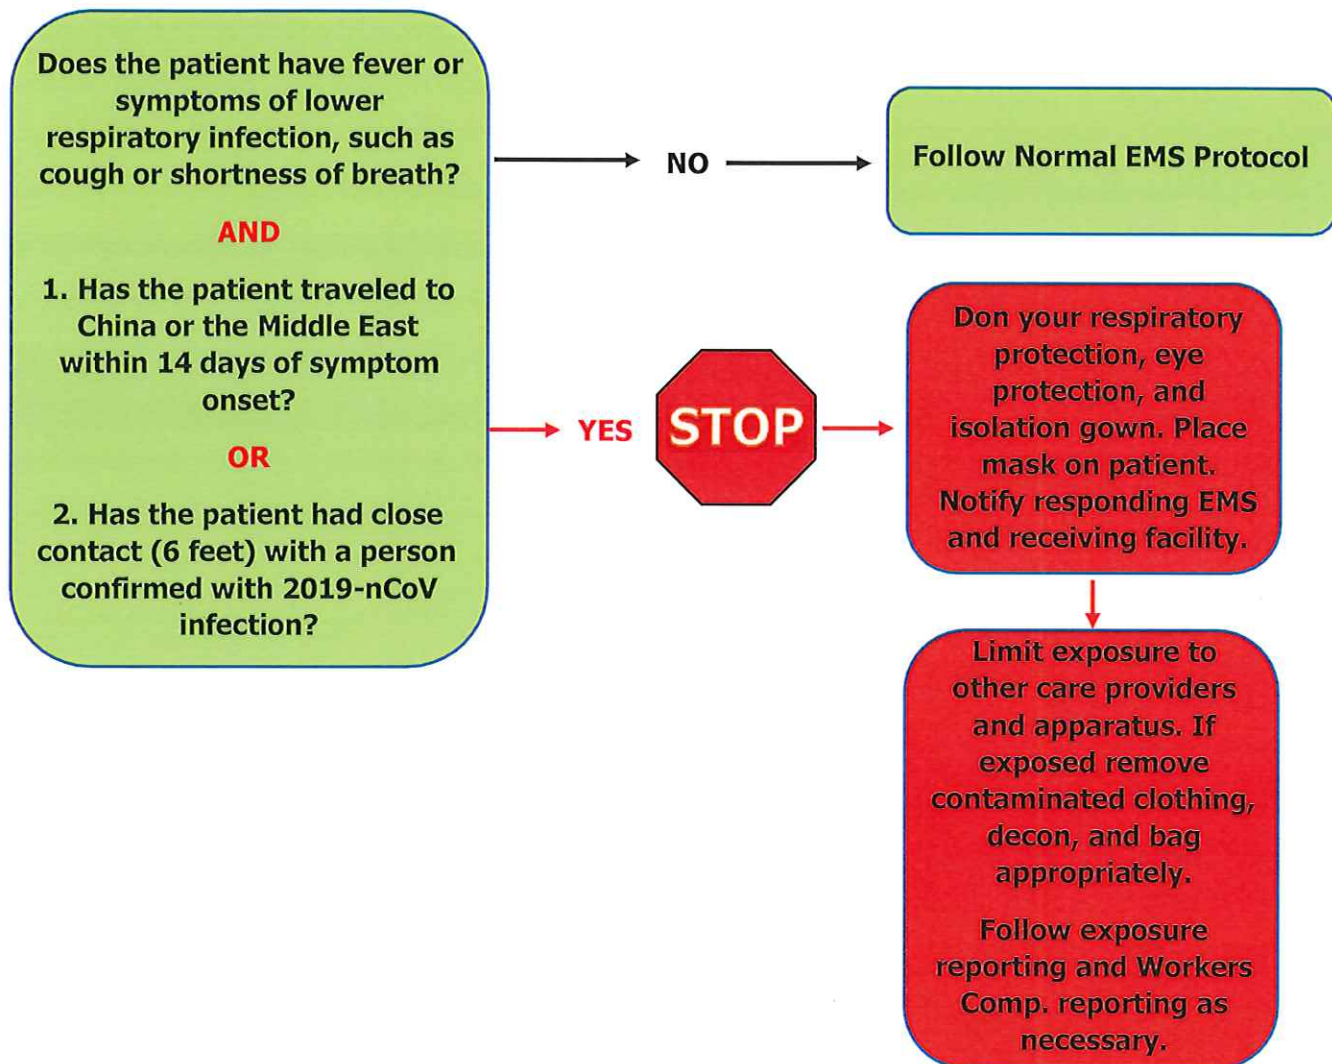 Does the patient have fever or
symptoms of lower
respiratory infection, such as
cough or shortness of breath?
AND
1. Has the patient traveled to
China or the Middle East
within 14 days of symptom
onset?
OR
2. Has the patient had close
contact (6 feet) with a person
confirmed with 2019-nCoV
infection?
NO
Follow Normal EMS Protocol
YES
STOP
Don your respiratory
protection, eye
protection, and
isolation gown. Place
mask on patient.
Notify responding EMS
and receiving facility.
Limit exposure to
other care providers
and apparatus. If
exposed remove
contaminated clothing,
decon, and bag
appropriately.
Follow exposure
reporting and Workers
Comp. reporting as
necessary.